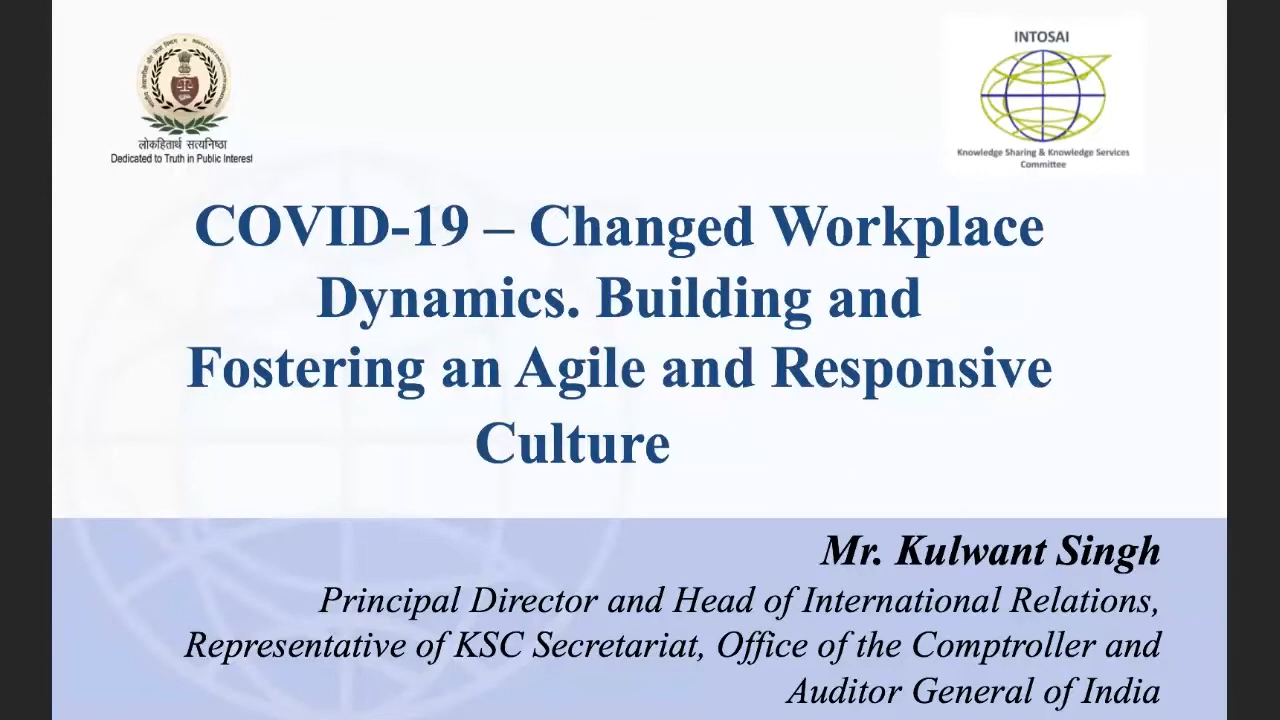 लोकहितार्थ सत्यनिष्ठा
Dedicated to Truth in Public Interest
INTOSAI
Knowledge Sharing & Knowledge Services
Committee
COVID-19 – Changed Workplace
Dynamics. Building and
Fostering an Agile and Responsive
Culture
Mr. Kulwant Singh
Principal Director and Head of International Relations,
Representative of KSC Secretariat, Office of the Comptroller and
Auditor General of India